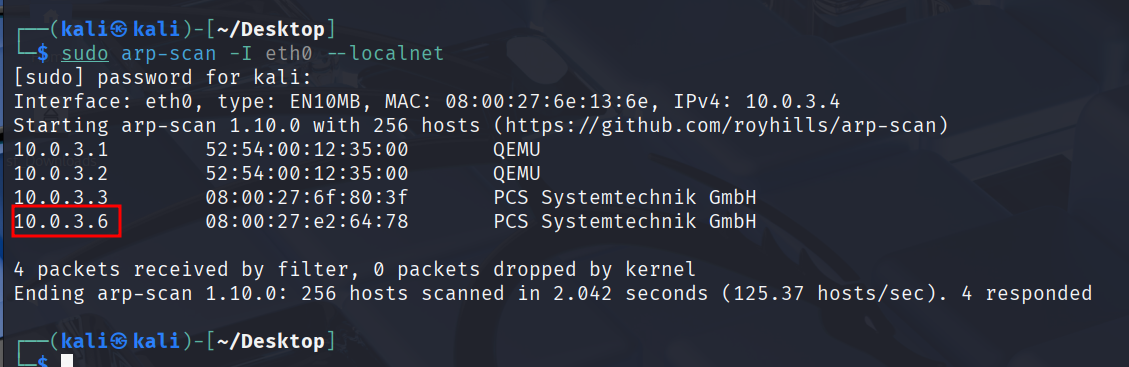 ┌──(kali㉿kali)-[~/Desktop]
└─$ sudo arp-scan -I eth0 --localnet
[sudo] password for kali:
Interface: eth0, type: EN10MB, MAC: 08:00:27:6e:13:6e, IPv4: 10.0.3.4
Starting arp-scan 1.10.0 with 256 hosts (https://github.com/royhills/arp-scan)
10.0.3.1        52:54:00:12:35:00       QEMU
10.0.3.2        52:54:00:12:35:00       QEMU
10.0.3.3        08:00:27:6f:80:3f       PCS Systemtechnik GmbH
10.0.3.6        08:00:27:e2:64:78       PCS Systemtechnik GmbH
4 packets received by filter, 0 packets dropped by kernel
Ending arp-scan 1.10.0: 256 hosts scanned in 2.042 seconds (125.37 hosts/sec). 4 responded
┌──(kali㉿kali)-[~/Desktop]
└─$